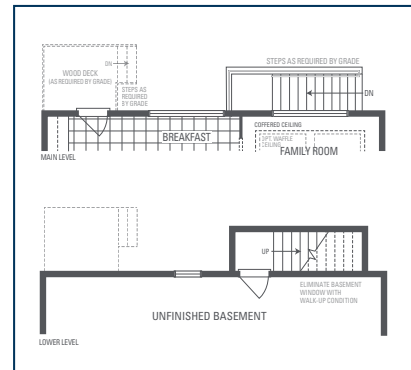 DN
STEPS AS REQUIRED BY GRADE
WOOD DECK
(AS REQUIRED BY GRADE)
STEPS AS
REQUIRED
BY GRADE
DN
COFFERED CEILING
BREAKFAST
OPT. WAFFLE
CEILING
FAMILY ROOM
MAIN LEVEL
UP
ELIMINATE BASEMENT
WINDOW WITH
WALK-UP CONDITION
UNFINISHED BASEMENT
LOWER LEVEL